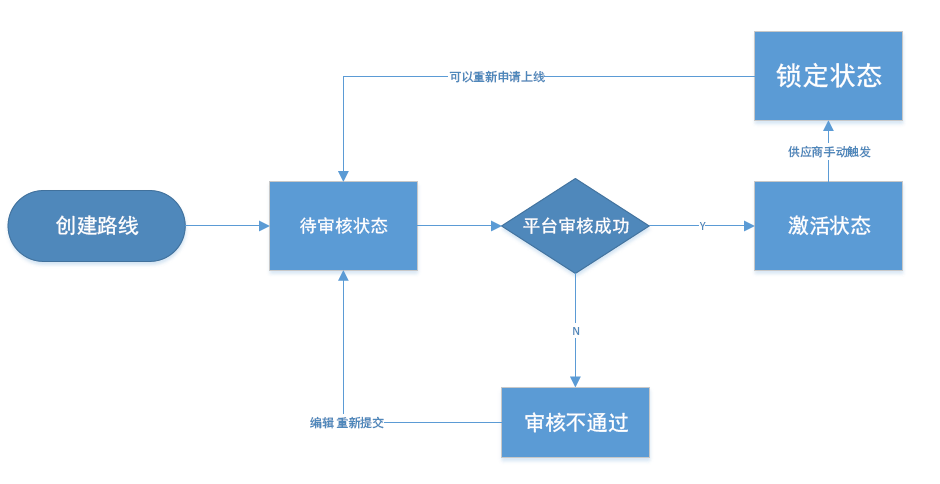 锁定状态
可以重新申请上线
供应商手动触发
创建路线
待审核状态
平台审核成功
Y
激活状态
N
审核不通过
编辑 重新提交